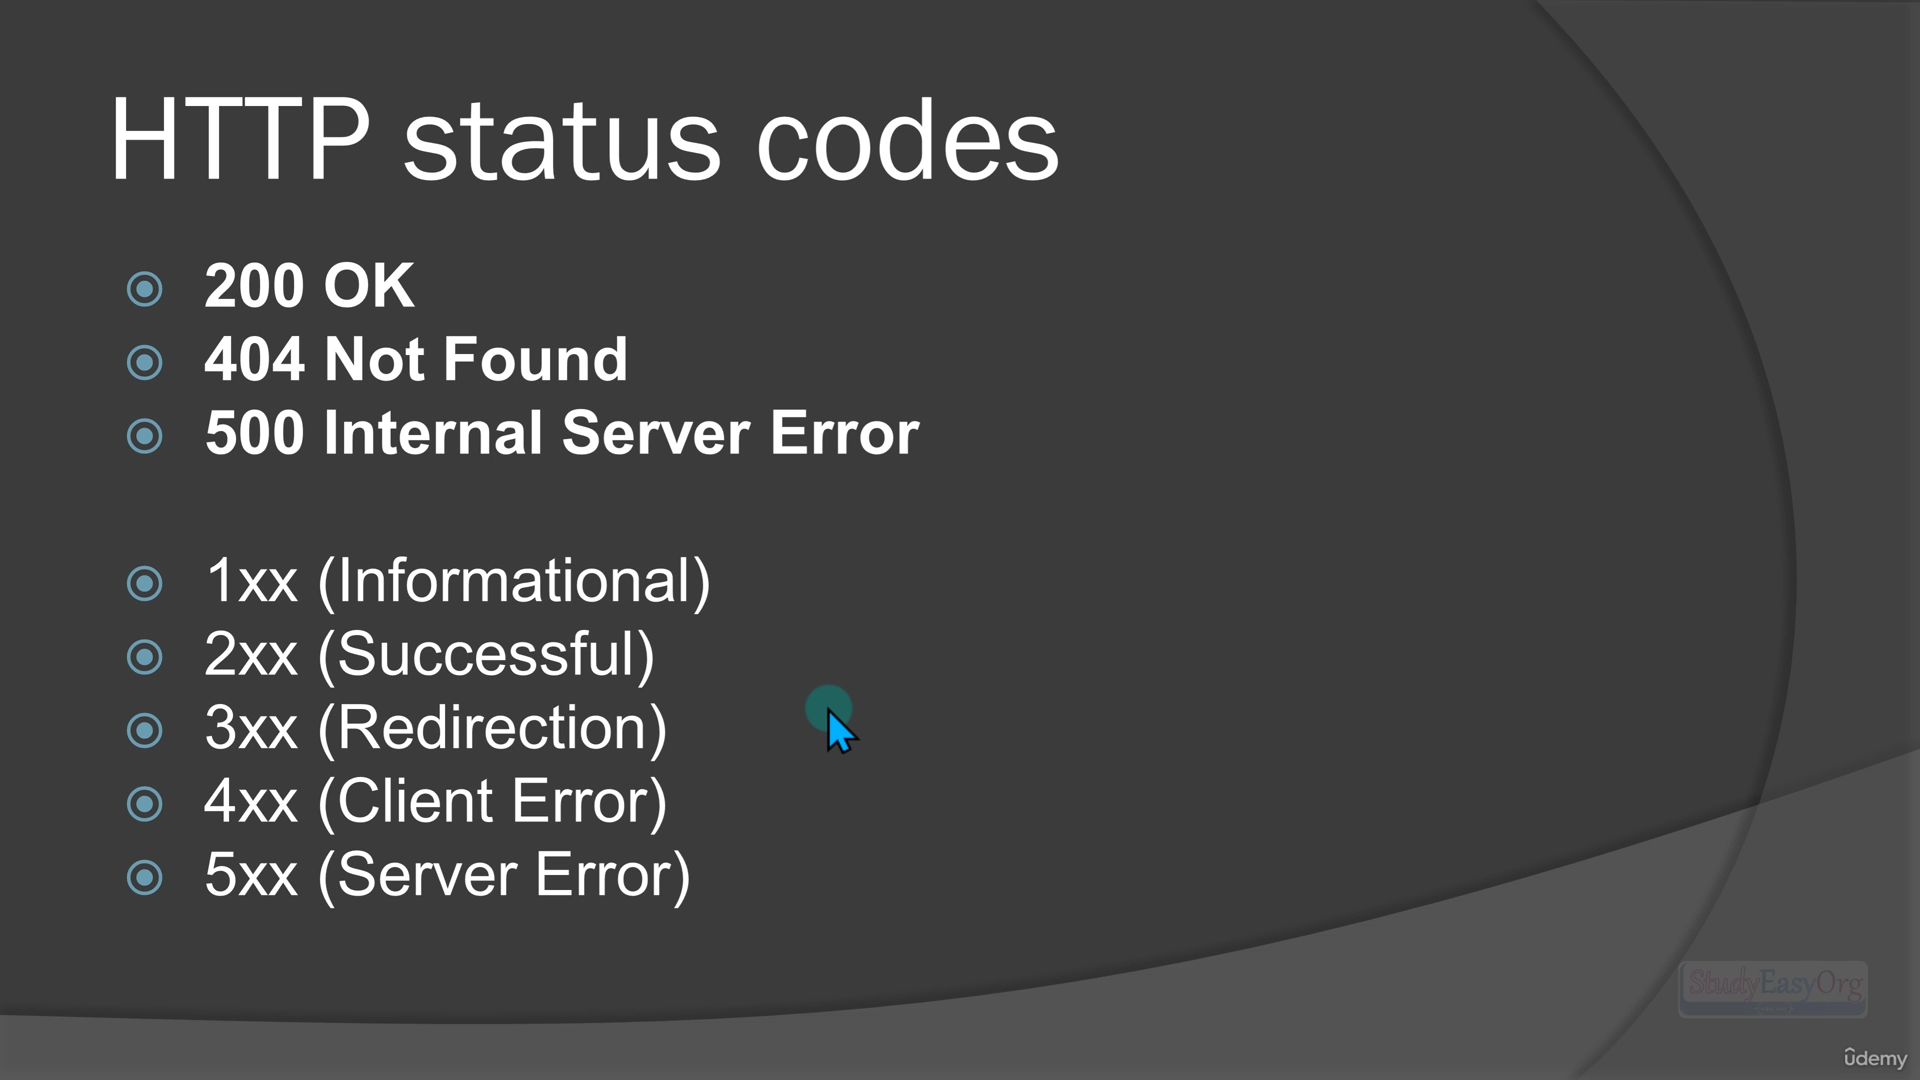 HTTP status codes
200 OK
404 Not Found
500 Internal Server Error
1xx (Informational)
2xx (Successful)
3xx (Redirection)
4xx (Client Error)
5xx (Server Error)
StudyEasyOrg
ûdemy